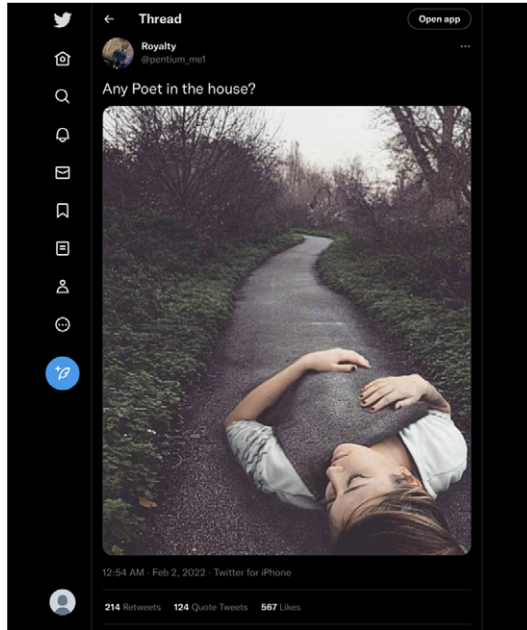 Thread
Open app
Royalty
@pentium_me1
Any Poet in the house?
12:54 AM · Feb 2, 2022 · Twitter for iPhone
214 Retweets 124 Quote Tweets 567 Likes